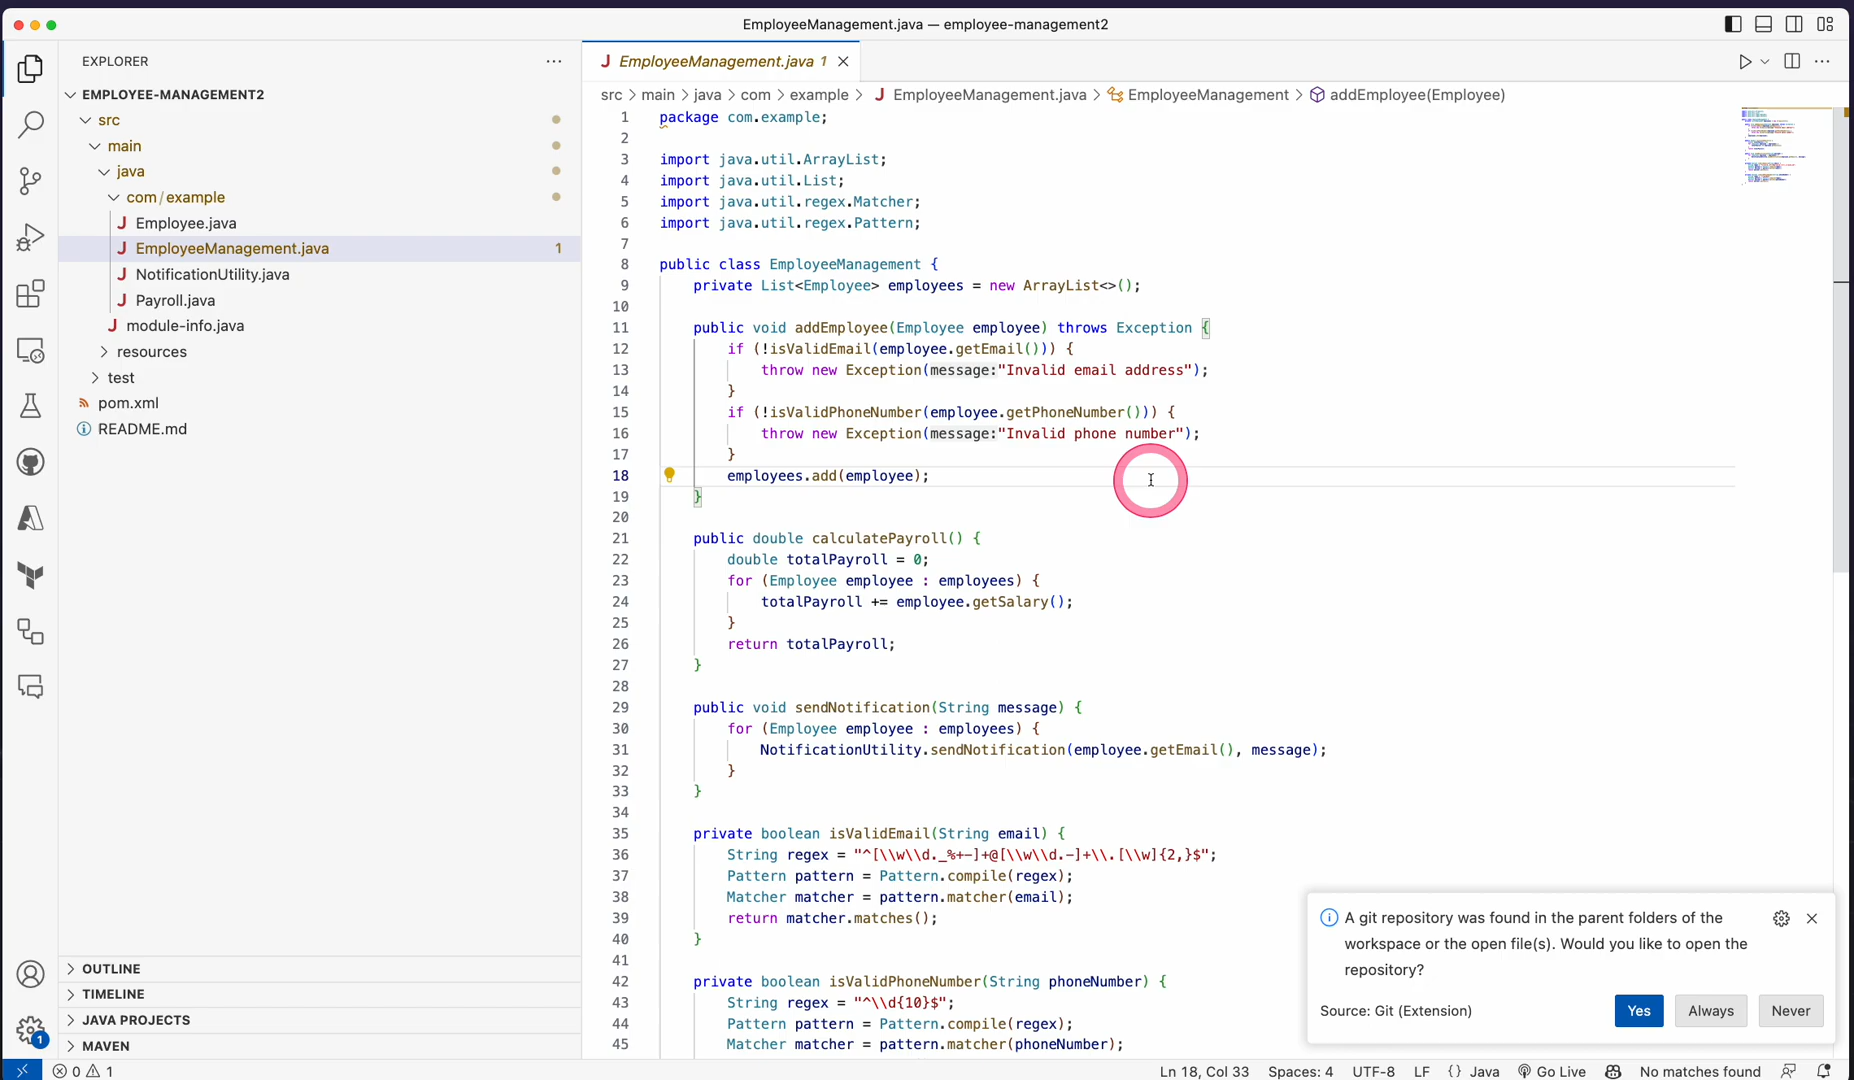 EmployeeManagement.java — employee-management2
EXPLORER
EMPLOYEE-MANAGEMENT2
src
main
java
com/example
J Employee.java
J EmployeeManagement.java 1
J NotificationUtility.java
J Payroll.java
J module-info.java
resources
test
pom.xml
README.md
OUTLINE
TIMELINE
JAVA PROJECTS
MAVEN
1
J EmployeeManagement.java 1
src > main > java > com > example > J EmployeeManagement.java > EmployeeManagement > addEmployee(Employee)
1 package com.example;
2
3 import java.util.ArrayList;
4 import java.util.List;
5 import java.util.regex.Matcher;
6 import java.util.regex.Pattern;
7
8 public class EmployeeManagement {
9 private List<Employee> employees = new ArrayList<>();
10
11 public void addEmployee(Employee employee) throws Exception {
12 if (!isValidEmail(employee.getEmail())) {
13 throw new Exception(message:"Invalid email address");
14 }
15 if (!isValidPhoneNumber(employee.getPhoneNumber())) {
16 throw new Exception(message:"Invalid phone number");
17 }
18 employees.add(employee);
19 }
20
21 public double calculatePayroll() {
22 double totalPayroll = 0;
23 for (Employee employee : employees) {
24 totalPayroll += employee.getSalary();
25 }
26 return totalPayroll;
27 }
28
29 public void sendNotification(String message) {
30 for (Employee employee : employees) {
31 NotificationUtility.sendNotification(employee.getEmail(), message);
32 }
33 }
34
35 private boolean isValidEmail(String email) {
36 String regex = "^[\\w\\d._%+-]+@[\\w\\d.-]+\\.[\\w]{2,}$";
37 Pattern pattern = Pattern.compile(regex);
38 Matcher matcher = pattern.matcher(email);
39 return matcher.matches();
40 }
41
42 private boolean isValidPhoneNumber(String phoneNumber) {
43 String regex = "^\\d{10}$";
44 Pattern pattern = Pattern.compile(regex);
45 Matcher matcher = pattern.matcher(phoneNumber);
A git repository was found in the parent folders of the
workspace or the open file(s). Would you like to open the
repository?
Source: Git (Extension)
Yes
Always
Never
0 1
Ln 18, Col 33 Spaces: 4 UTF-8 LF {} Java Go Live No matches found